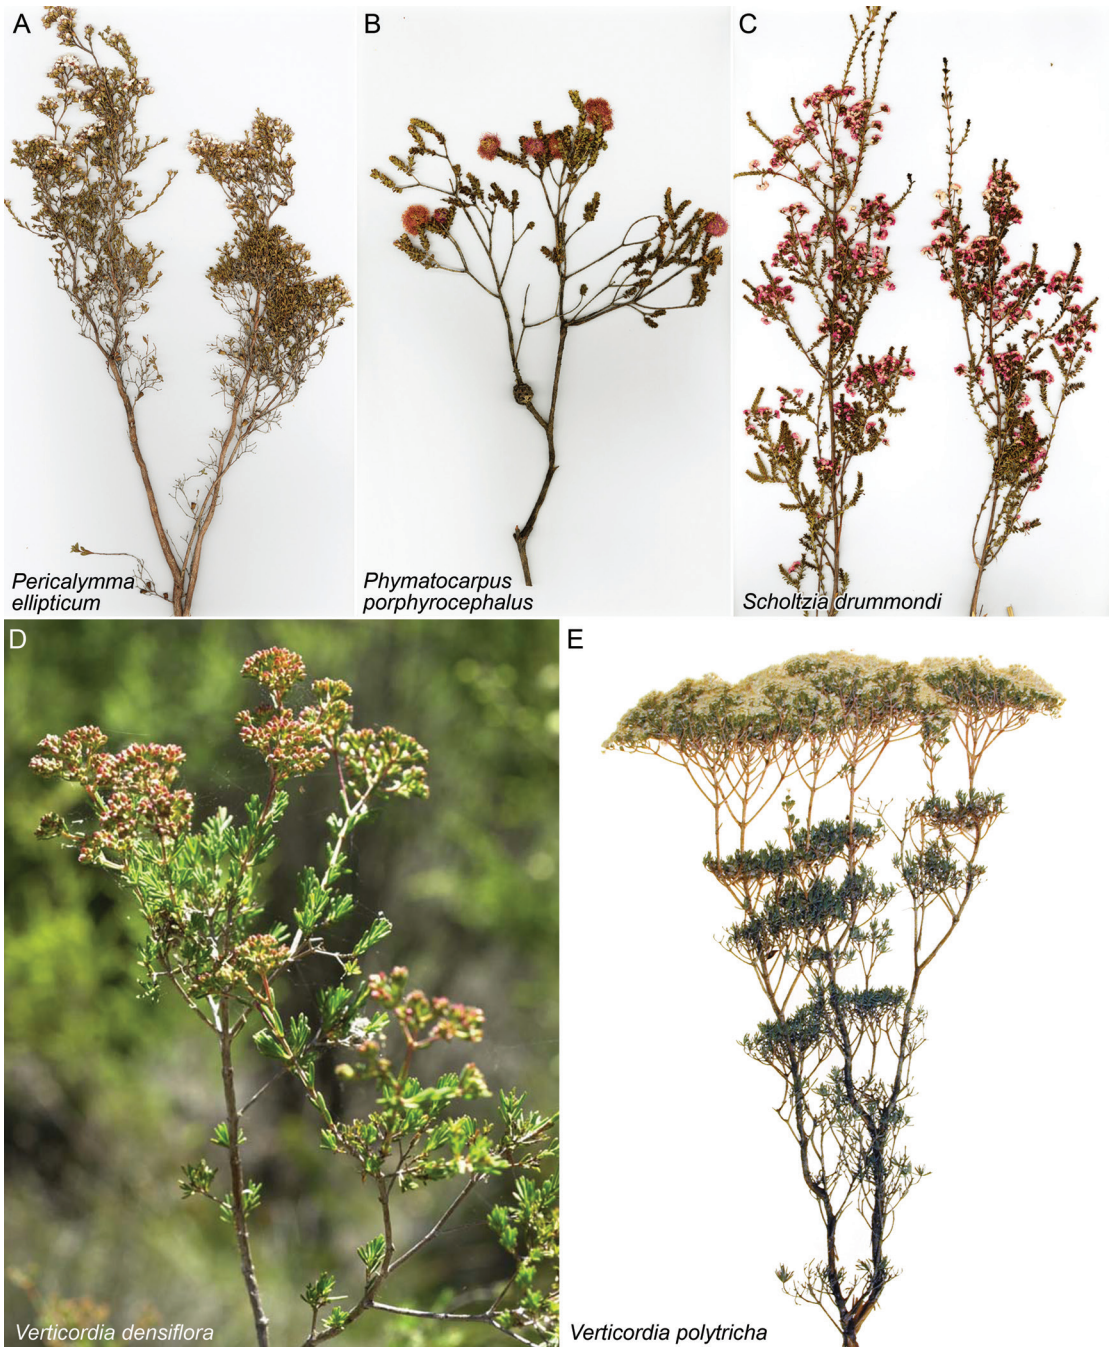 A
B
C
Pericalymma
ellipticum
Phymatocarpus
porphyrocephalus
Scholtzia drummondi
D
E
Verticordia densiflora
Verticordia polytricha